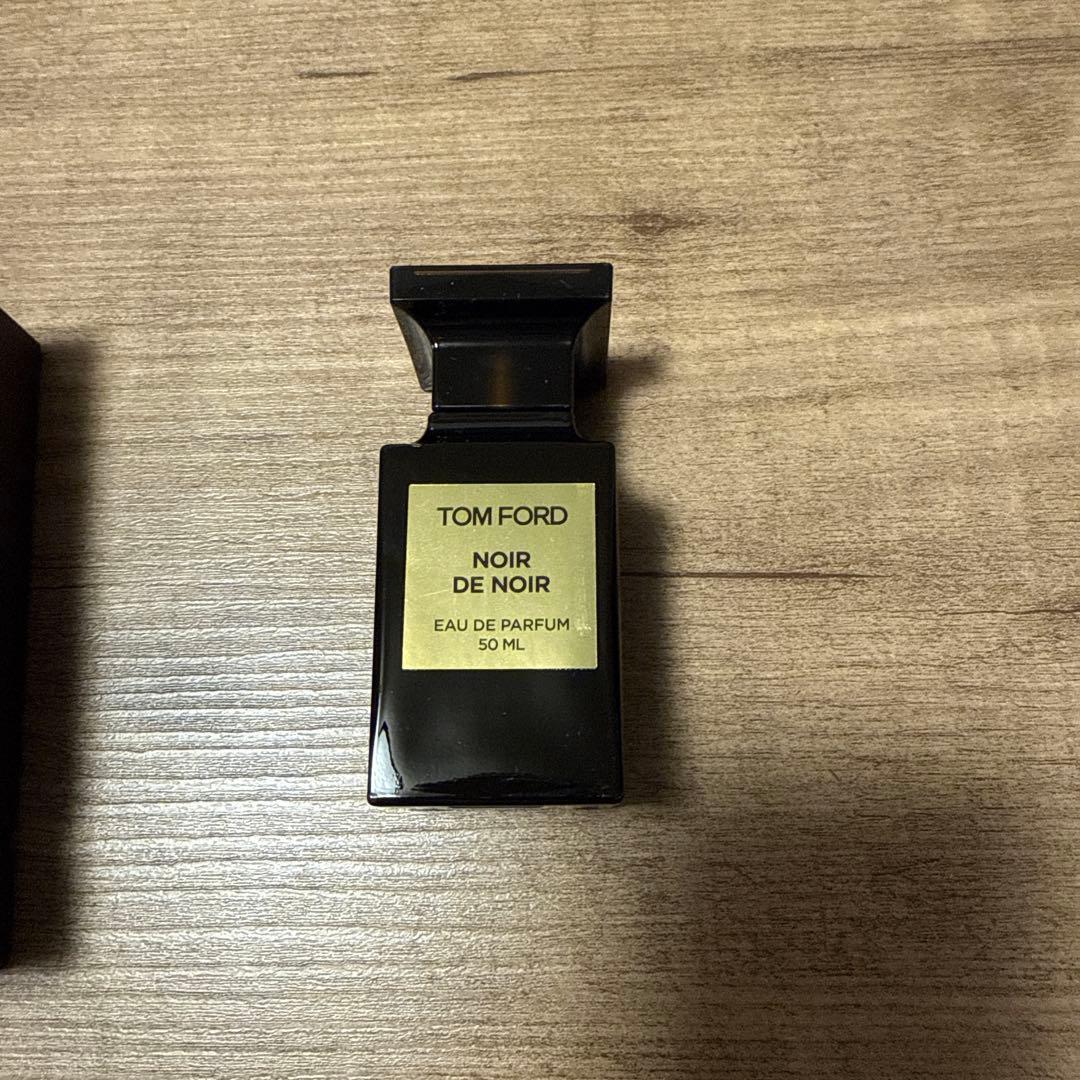 TOM FORD
NOIR
DE NOIR
EAU DE PARFUM
50 ML